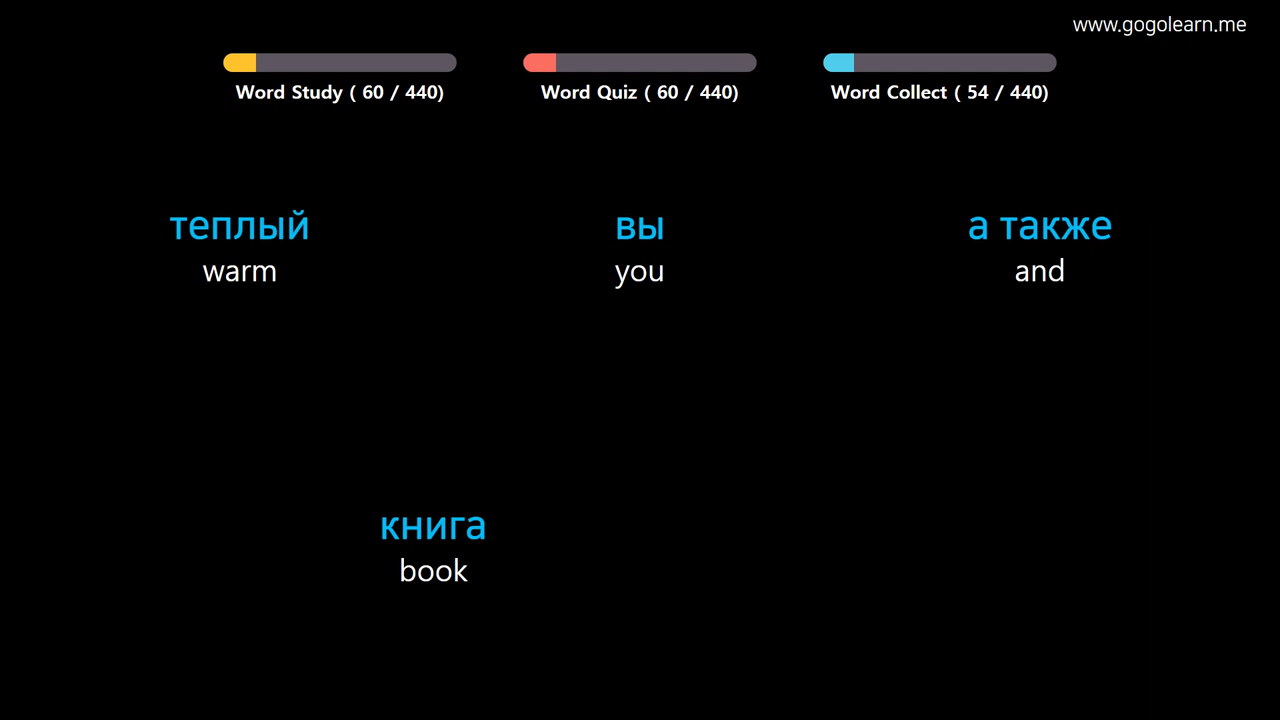 www.gogolearn.me
Word Study ( 60 / 440)
Word Quiz ( 60 / 440)
Word Collect ( 54 / 440)
теплый
warm
вы
you
а также
and
книга
book